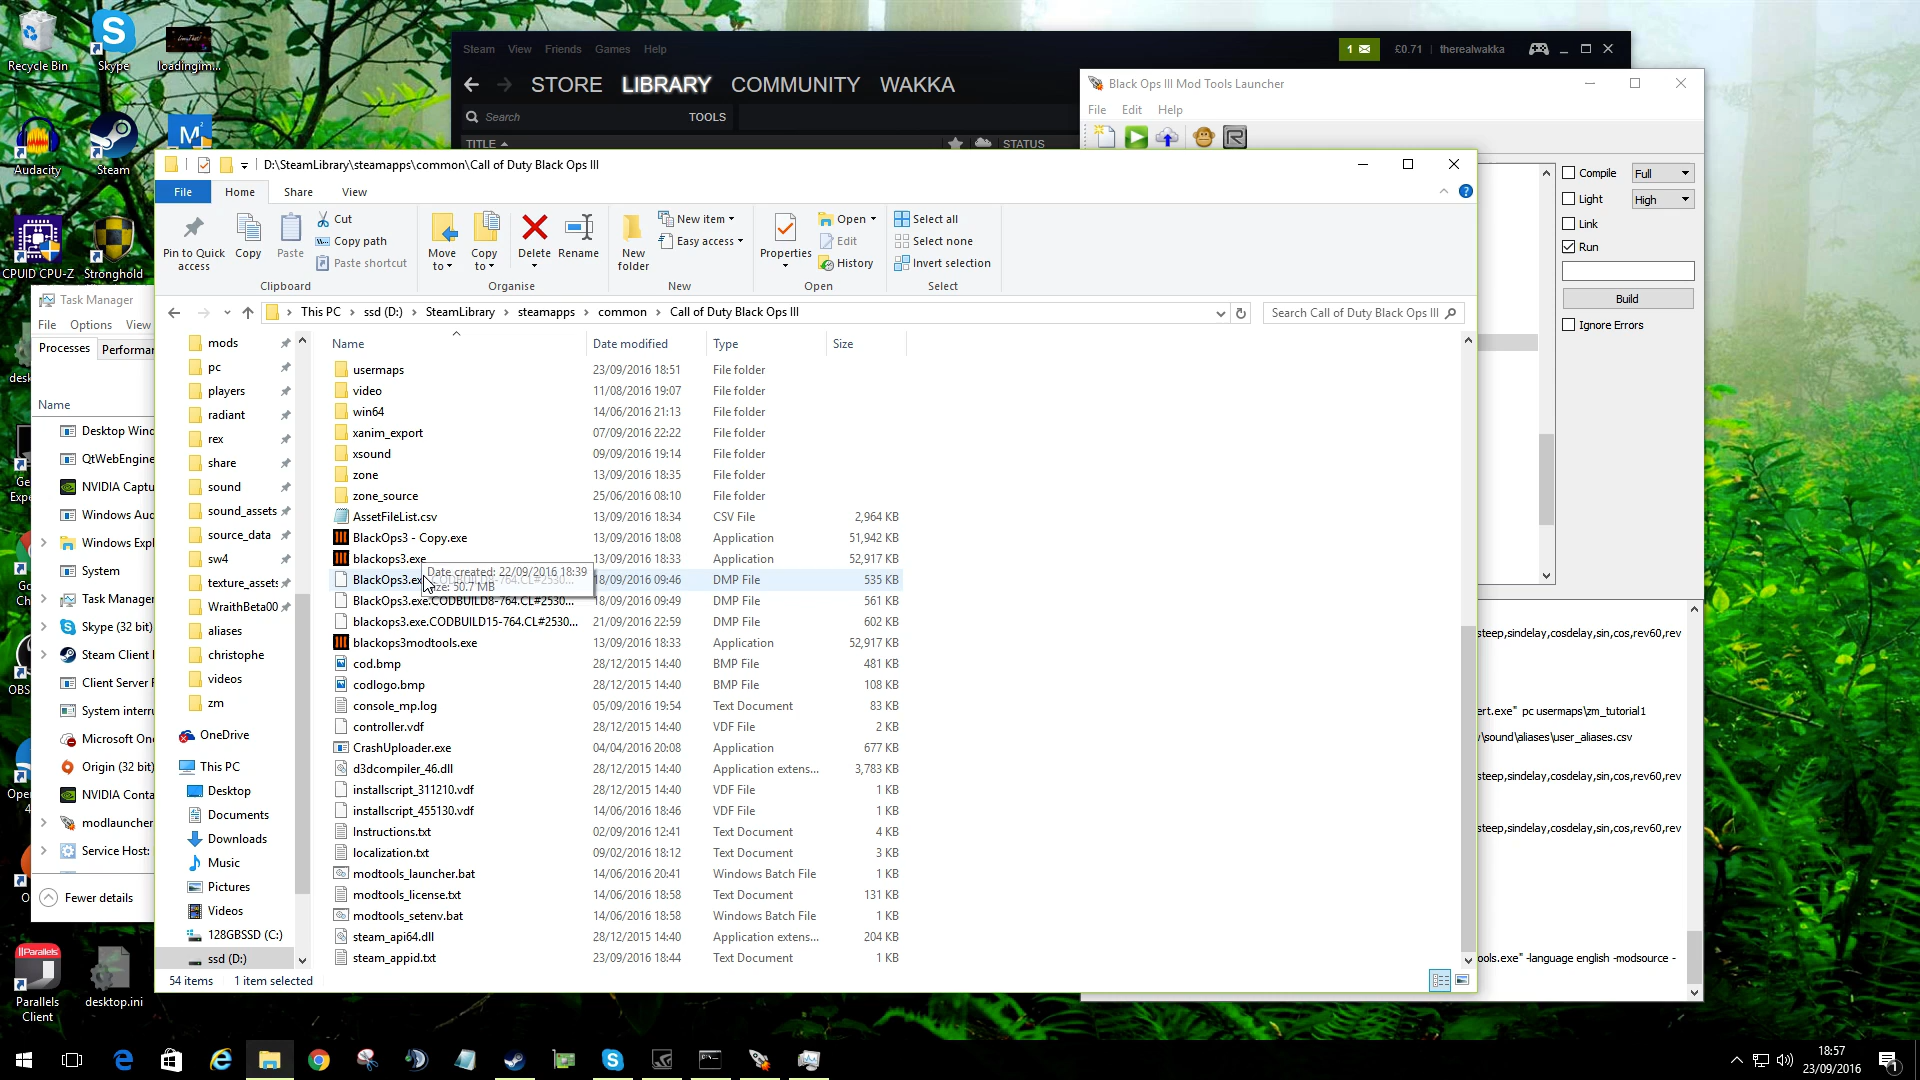 Recycle Bin
Skype
loadingim...
Audacity
Steam
CPUID CPU-Z
Stronghold
Parallels Client
desktop.ini
Steam View Friends Games Help
1
£0.71
therealwakka
STORE LIBRARY COMMUNITY WAKKA
Search
TOOLS
TITLE
STATUS
Black Ops III Mod Tools Launcher
File Edit Help
Compile Full
Light High
Link
Run
Build
Ignore Errors
steep,sindelay,cosdelay,sin,cos,rev60,rev
ert.exe" pc usermaps\zm_tutorial1
\sound\aliases\user_aliases.csv
steep,sindelay,cosdelay,sin,cos,rev60,rev
steep,sindelay,cosdelay,sin,cos,rev60,rev
ools.exe" -language english -modsource -
Task Manager
File Options View
Processes Performan
Name
Desktop Wind
QtWebEngine
NVIDIA Captu
Windows Aud
Windows Expl
System
Task Manager
Skype (32 bit)
Steam Client
Client Server
System interru
Microsoft One
Origin (32 bit)
NVIDIA Conta
modlauncher
Service Host:
Fewer details
D:\SteamLibrary\steamapps\common\Call of Duty Black Ops III
File Home Share View
Pin to Quick access
Copy
Paste
Cut
Copy path
Paste shortcut
Clipboard
Move to
Copy to
Delete
Rename
Organise
New folder
New item
Easy access
New
Properties
Open
Edit
History
Open
Select all
Select none
Invert selection
Select
This PC ssd (D:) SteamLibrary steamapps common Call of Duty Black Ops III
Search Call of Duty Black Ops III
mods
pc
players
radiant
rex
share
sound
sound_assets
source_data
sw4
texture_assets
WraithBeta00
aliases
christophe
videos
zm
OneDrive
This PC
Desktop
Documents
Downloads
Music
Pictures
Videos
128GBSSD (C:)
ssd (D:)
Name Date modified Type Size
usermaps 23/09/2016 18:51 File folder
video 11/08/2016 19:07 File folder
win64 14/06/2016 21:13 File folder
xanim_export 07/09/2016 22:22 File folder
xsound 09/09/2016 19:14 File folder
zone 13/09/2016 18:35 File folder
zone_source 25/06/2016 08:10 File folder
AssetFileList.csv 13/09/2016 18:34 CSV File 2,964 KB
BlackOps3 - Copy.exe 13/09/2016 18:08 Application 51,942 KB
blackops3.exe 13/09/2016 18:33 Application 52,917 KB
Date created: 22/09/2016 18:39
Size: 50.7 MB
BlackOps3.exe.CODBUILD8-764.CL#2530... 18/09/2016 09:46 DMP File 535 KB
BlackOps3.exe.CODBUILD8-764.CL#2530... 18/09/2016 09:49 DMP File 561 KB
blackops3.exe.CODBUILD15-764.CL#2530... 21/09/2016 22:59 DMP File 602 KB
blackops3modtools.exe 13/09/2016 18:33 Application 52,917 KB
cod.bmp 28/12/2015 14:40 BMP File 481 KB
codlogo.bmp 28/12/2015 14:40 BMP File 108 KB
console_mp.log 05/09/2016 19:54 Text Document 83 KB
controller.vdf 28/12/2015 14:40 VDF File 2 KB
CrashUploader.exe 04/04/2016 20:08 Application 677 KB
d3dcompiler_46.dll 28/12/2015 14:40 Application extens... 3,783 KB
installscript_311210.vdf 28/12/2015 14:40 VDF File 1 KB
installscript_455130.vdf 14/06/2016 18:46 VDF File 1 KB
Instructions.txt 02/09/2016 12:41 Text Document 4 KB
localization.txt 09/02/2016 18:12 Text Document 3 KB
modtools_launcher.bat 14/06/2016 20:41 Windows Batch File 1 KB
modtools_license.txt 14/06/2016 18:58 Text Document 131 KB
modtools_setenv.bat 14/06/2016 18:58 Windows Batch File 1 KB
steam_api64.dll 28/12/2015 14:40 Application extens... 204 KB
steam_appid.txt 23/09/2016 18:44 Text Document 1 KB
54 items 1 item selected
18:57
23/09/2016